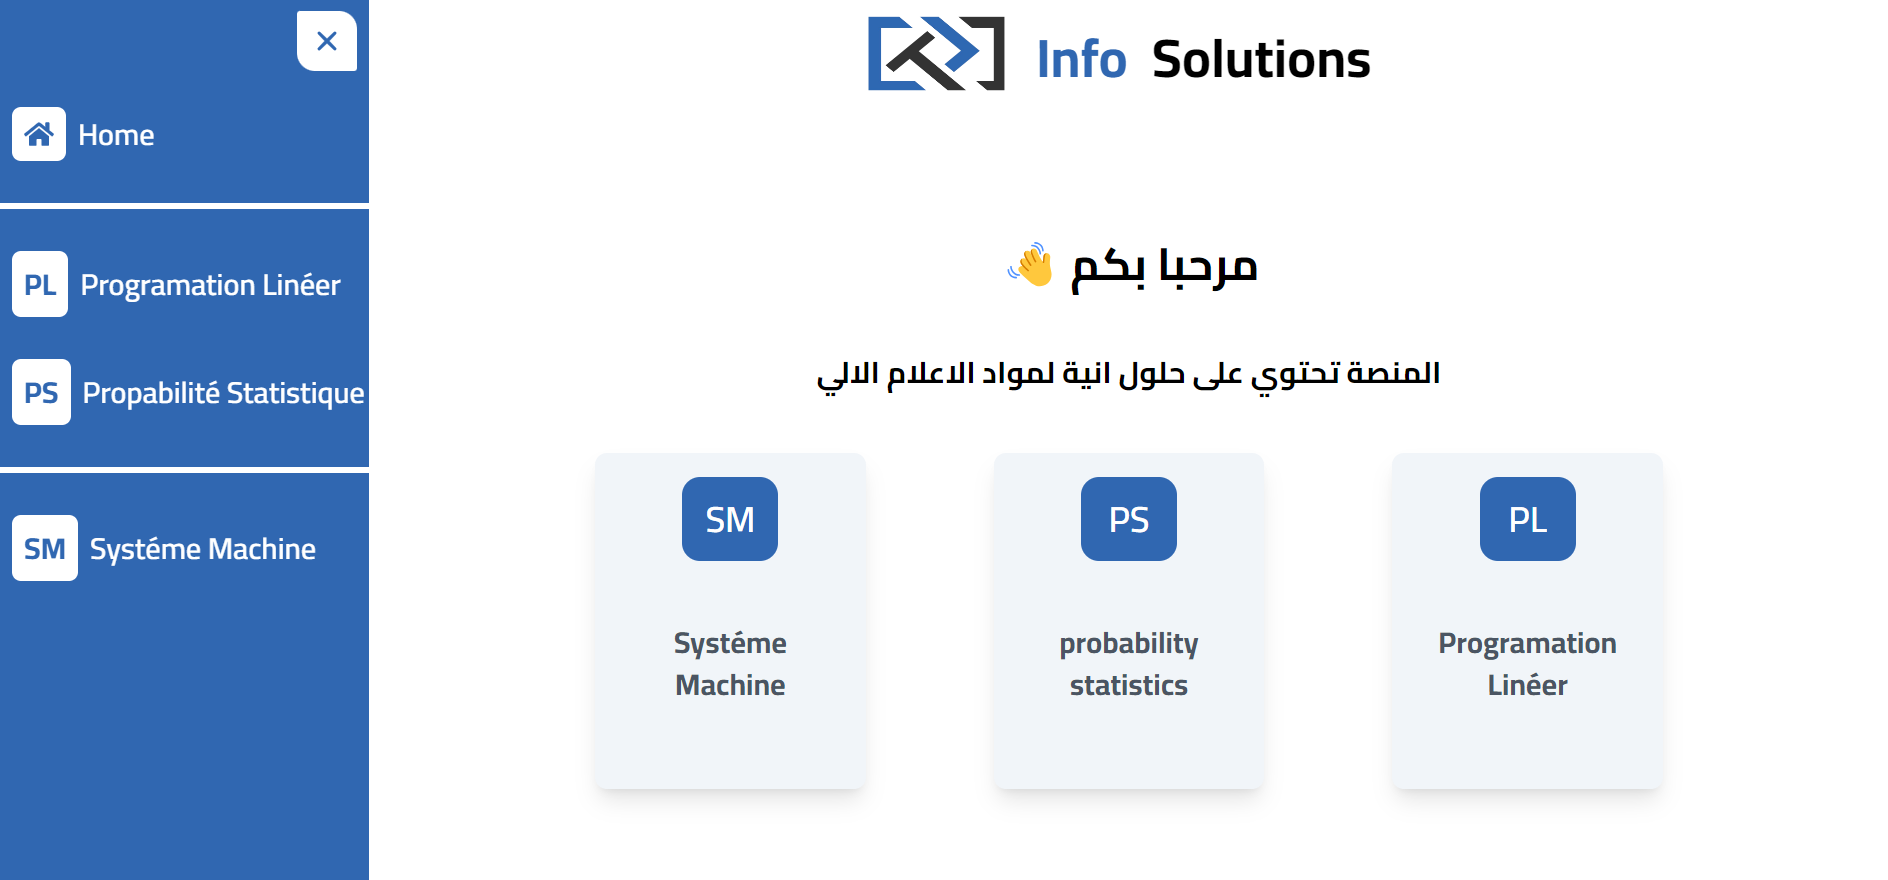 Home
PL Programation Linéer
PS Propabilité Statistique
SM Systéme Machine
Info Solutions
مرحبا بكم 👋
المنصة تحتوي على حلول انية لمواد الاعلام الالي
SM
Systéme
Machine
PS
probability
statistics
PL
Programation
Linéer